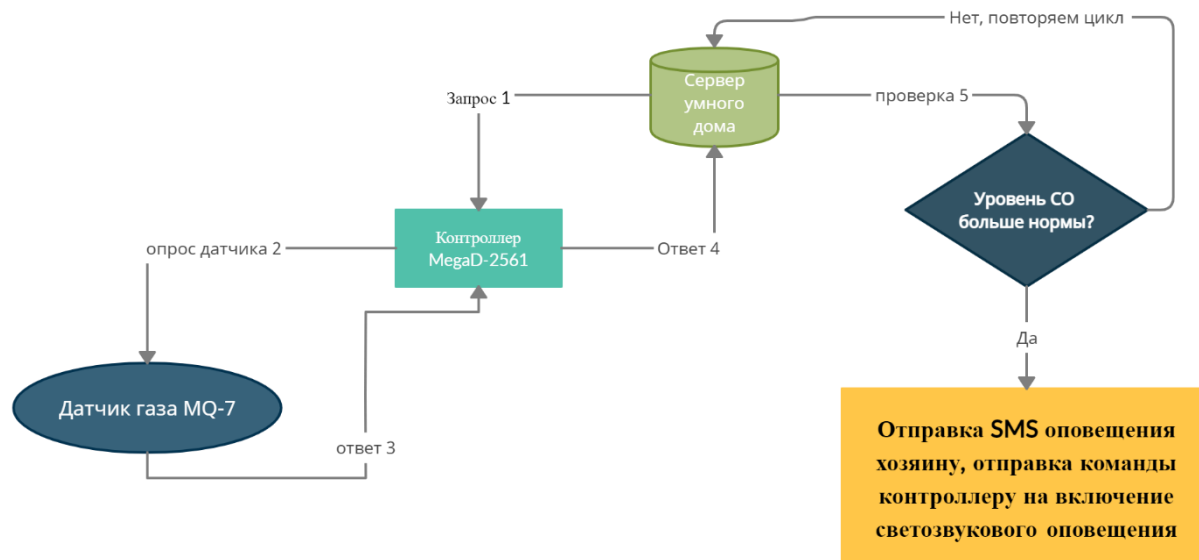 Нет, повторяем цикл
Сервер
умного
дома
Запрос 1
проверка 5
Уровень СО
больше нормы?
Контроллер
MegaD-2561
опрос датчика 2
Ответ 4
Да
Датчик газа MQ-7
ответ 3
Отправка SMS оповещения
хозяину, отправка команды
контроллеру на включение
светозвукового оповещения